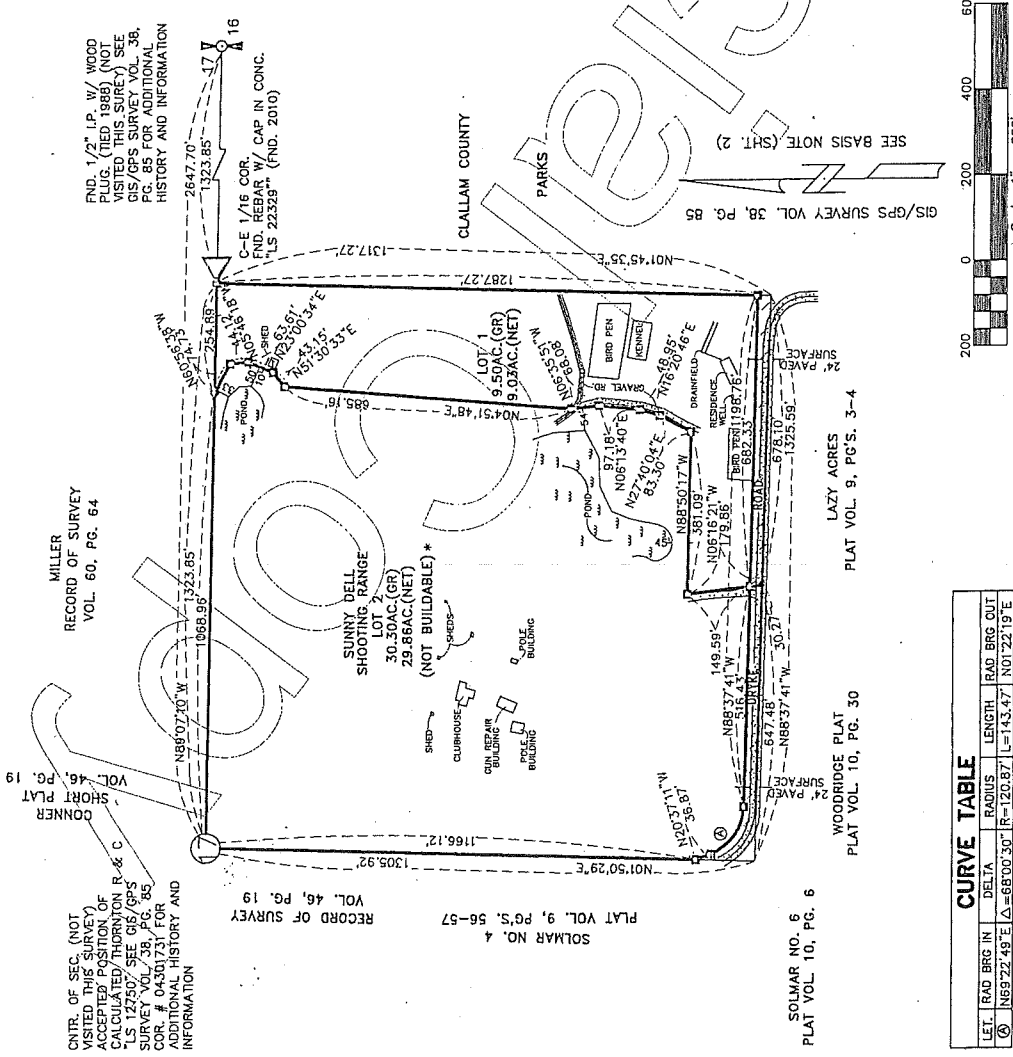 MILLER
RECORD OF SURVEY
VOL. 60, PG. 64
FND. 1/2" I.P. W/ WOOD
PLUG. (TIED 1988) (NOT
VISITED THIS SUREY) SEE
GIS/GPS SURVEY VOL. 38,
PG. 85 FOR ADDITIONAL
HISTORY AND INFORMATION
17
16
2647.70'
1323.85'
C-E 1/16 COR.
FND. REBAR W/ CAP IN CONC.
"LS 22329" (FND. 2010)
CNTR. OF SEC. (NOT
VISITED THIS SURVEY)
ACCEPTED POSITION OF
CALCULATED THORNTON R & C
"LS 12750" SEE GIS/GPS
SURVEY VOL. 38, PG. 85
COR. # 04301731 FOR
ADDITIONAL HISTORY AND
INFORMATION
CONNER
SHORT PLAT
VOL. 46, PG. 19
N89°07'10"W
1323.85'
1068.96'
254.89'
N60°56'38"W
74.73'
44.12'
SHED
63.61'
N23°00'34"E
43.15'
N51°30'33"E
POND
685.16'
N04°51'48"E
CLALLAM COUNTY
PARKS
1317.27'
1287.27'
N01°45'35"E
LOT 1
9.50AC.(GR)
9.03AC.(NET)
N06°35'51"W
68.08'
BIRD PEN
KENNEL
GRAVEL RD.
48.95'
N16°20'46"E
DRAINFIELD
RESIDENCE
WELL
BIRD PEN
1198.76'
682.33'
54'
97.18'
N06°13'40"E
N27°40'04"E
83.30'
POND
45'
N88°50'17"W
381.09'
N06°16'21"W
179.86'
SUNNY DELL
SHOOTING RANGE
LOT 2
30.30AC.(GR)
29.86AC.(NET)
(NOT BUILDABLE)*
SHEDS
SHED
CLUBHOUSE
GUN REPAIR
BUILDING
POLE
BUILDING
POLE
BUILDING
1166.12'
1305.92'
N01°50'29"E
RECORD OF SURVEY
VOL. 46, PG. 19
SOLMAR NO. 4
PLAT VOL. 9, PG'S. 56-57
N20°37'11"W
36.87'
A
149.59'
N88°37'41"W
516.43'
DRYKE
ROAD
647.48'
30.27'
N88°37'41"W
678.10'
1325.59'
24' PAVED
SURFACE
24' PAVED
SURFACE
SOLMAR NO. 6
PLAT VOL. 10, PG. 6
WOODRIDGE PLAT
PLAT VOL. 10, PG. 30
LAZY ACRES
PLAT VOL. 9, PG'S. 3-4
GIS/GPS SURVEY VOL. 38, PG. 85
SEE BASIS NOTE (SHT. 2)
200
0
200
400
CURVE TABLE
LET. RAD BRG IN DELTA RADIUS LENGTH RAD BRG OUT
A N69°22'49"E Δ=68°00'30" R=120.87' L=143.47' N01°22'19"E